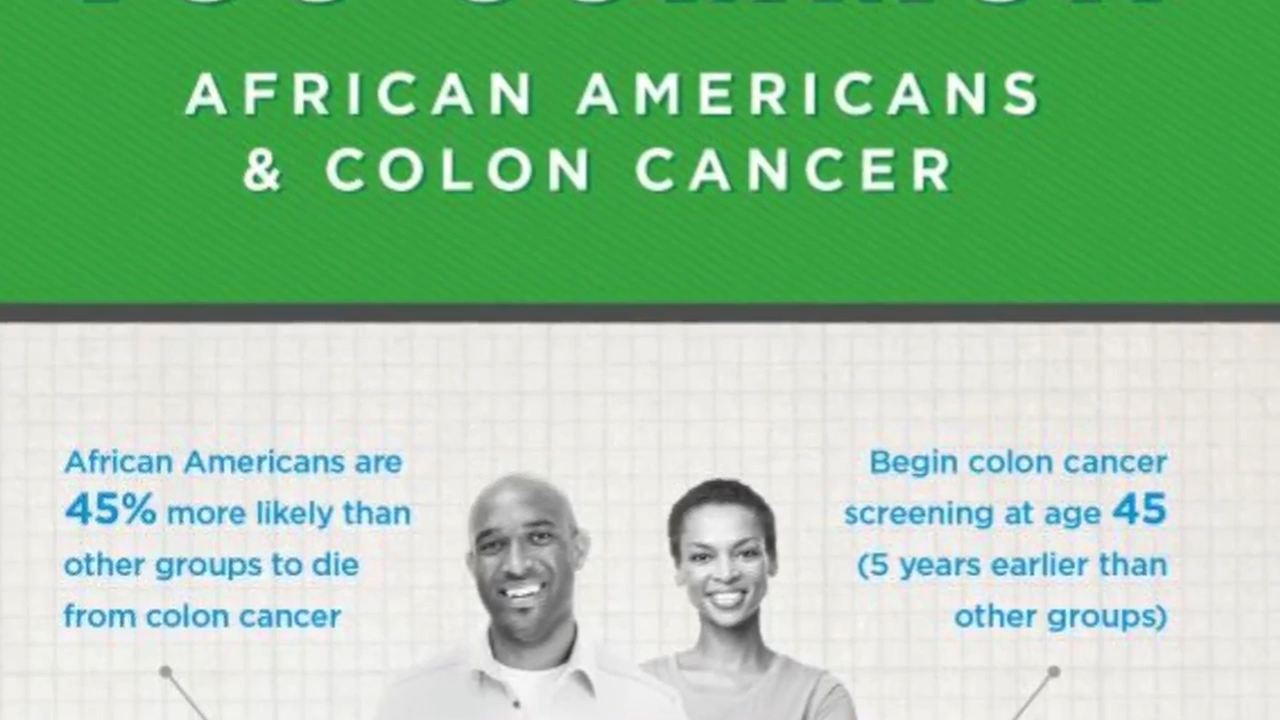 AFRICAN AMERICANS
& COLON CANCER
African Americans are
45% more likely than
other groups to die
from colon cancer
Begin colon cancer
screening at age 45
(5 years earlier than
other groups)